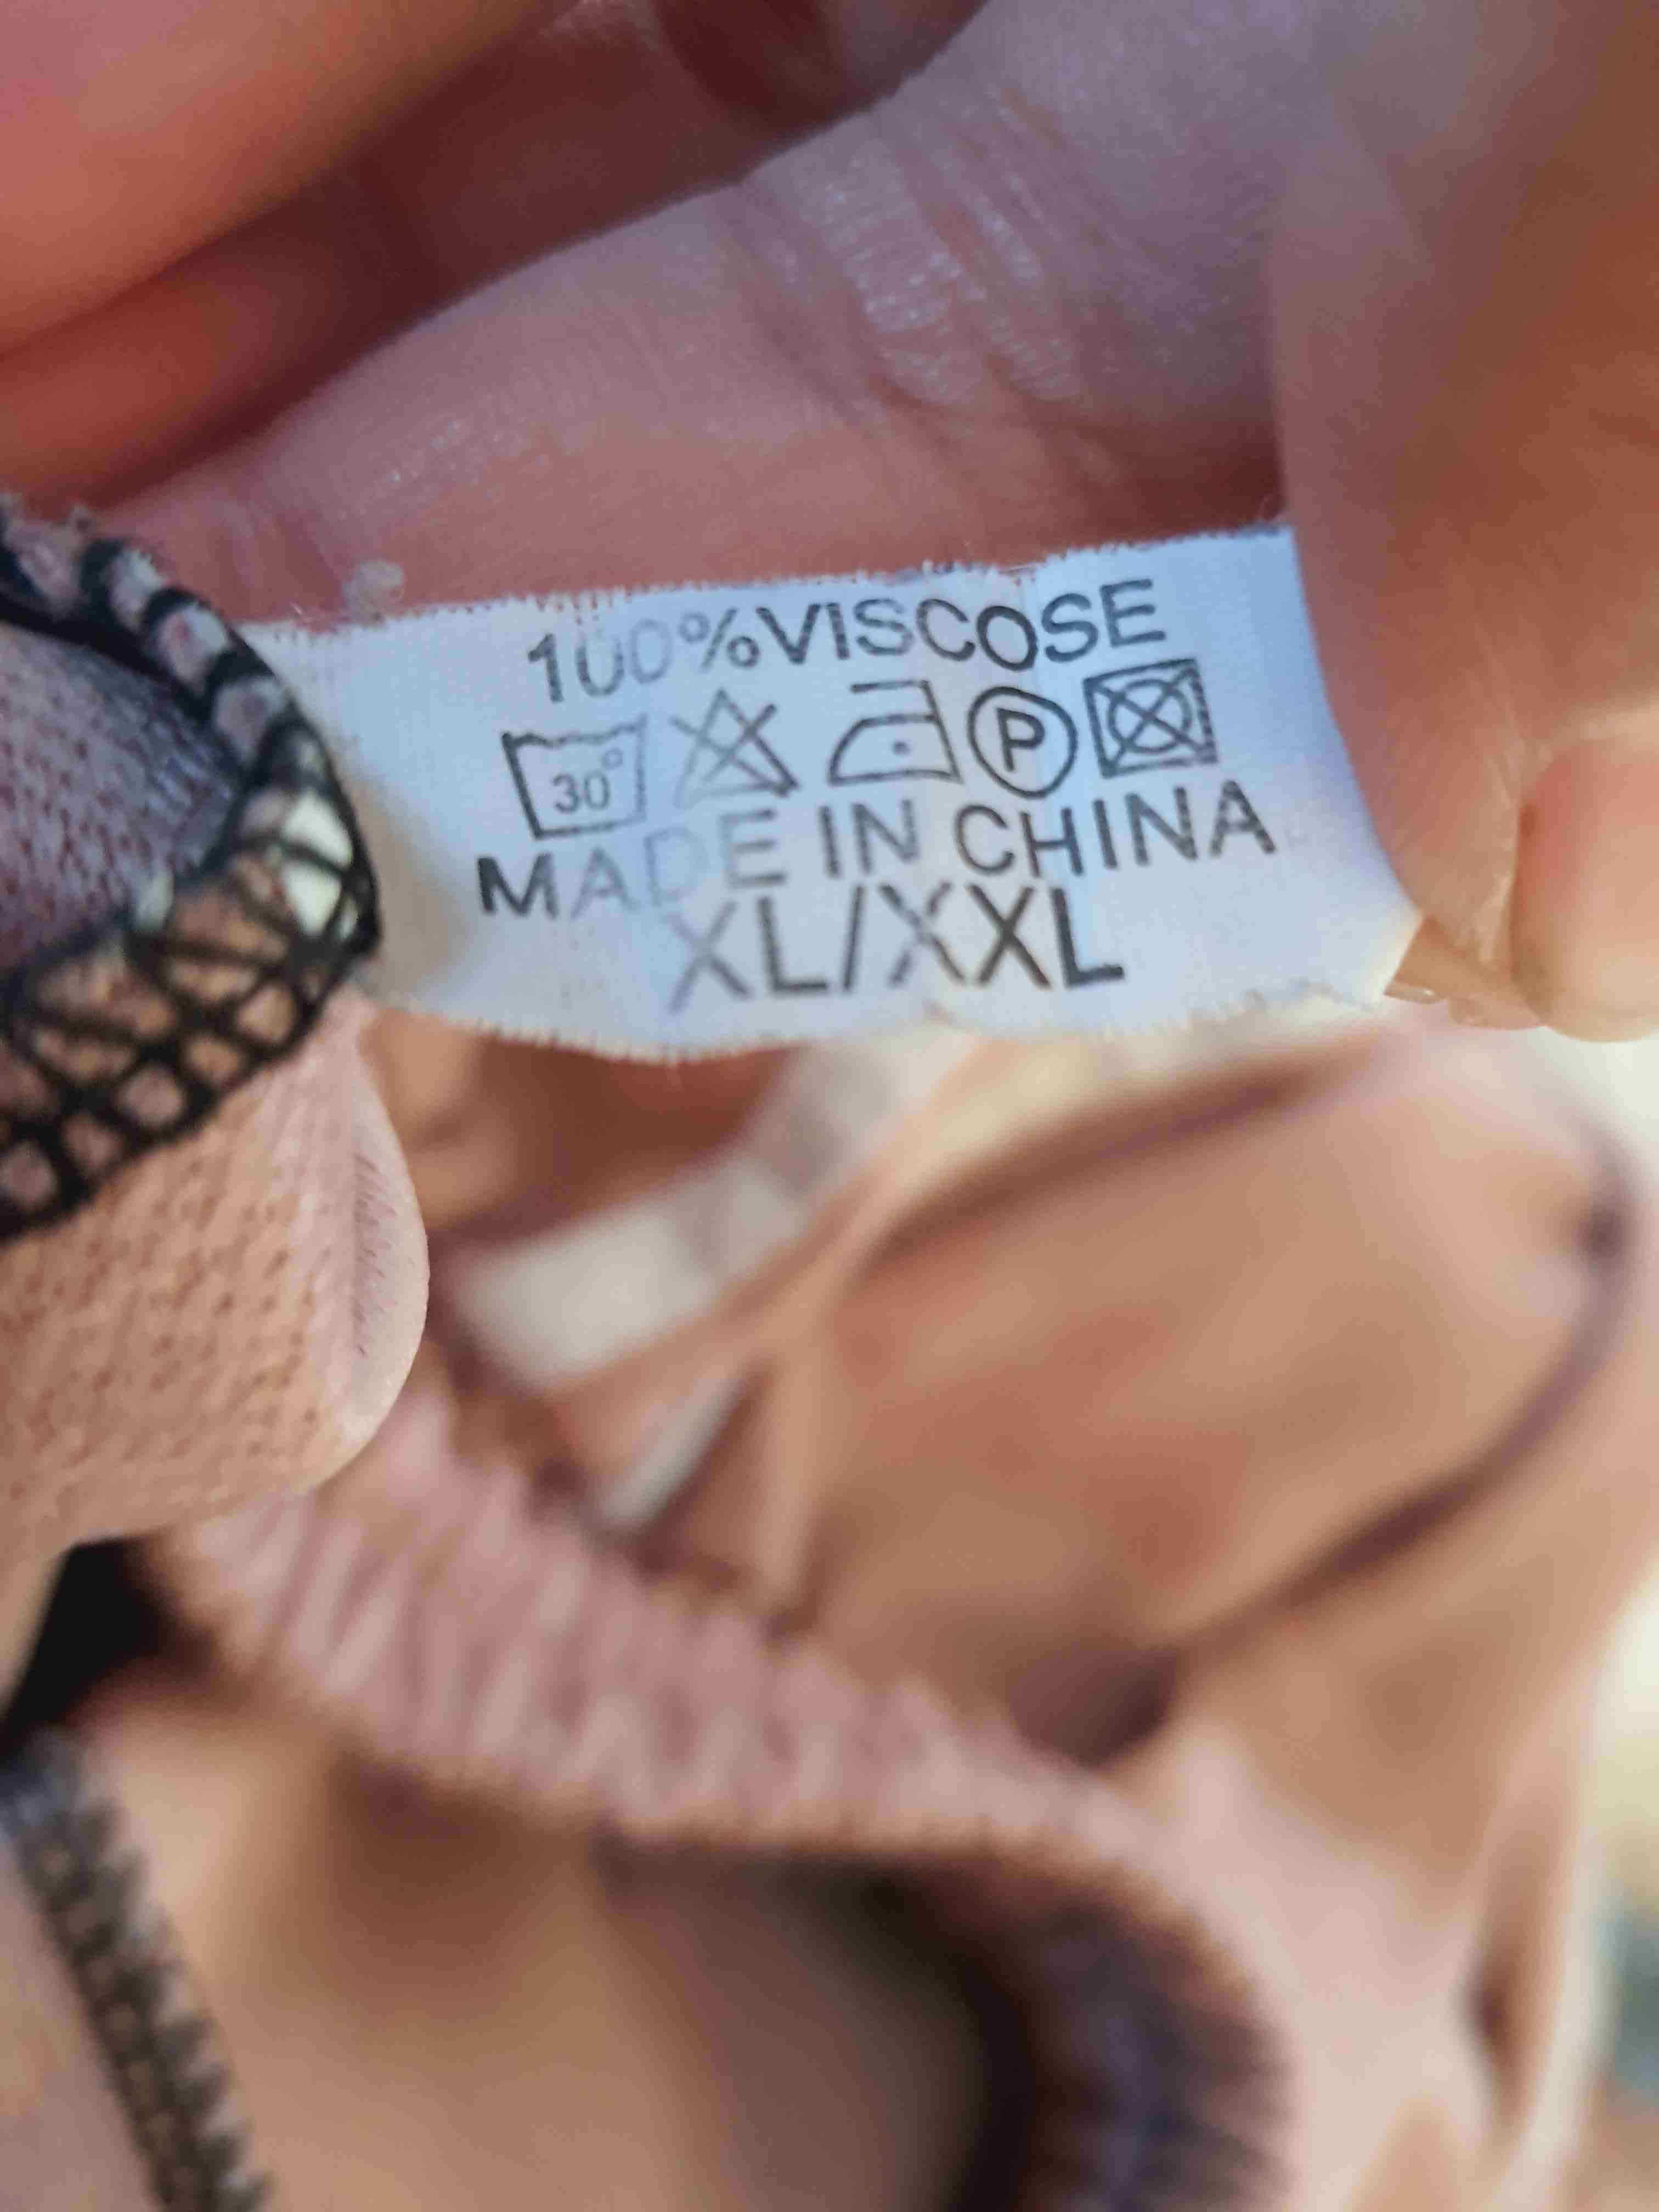 100%VISCOSE
30° P
MADE IN CHINA
XL/XXL